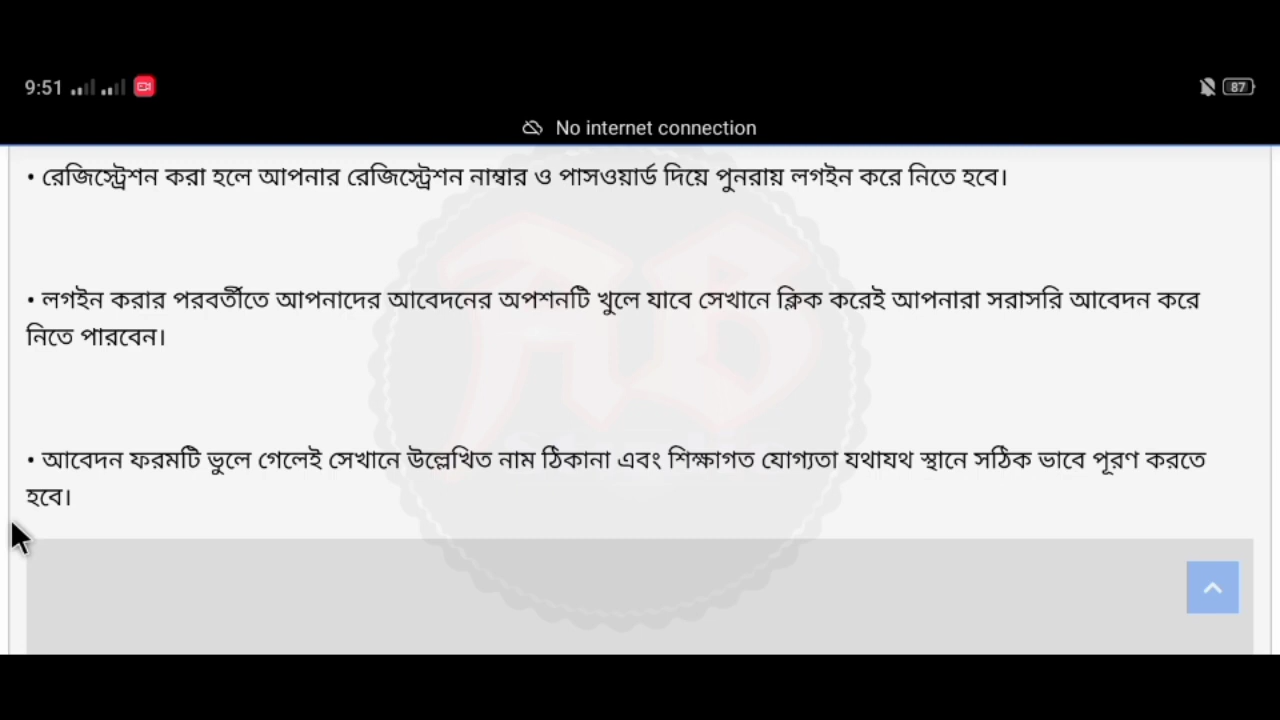 9:51
87
No internet connection
• রেজিস্ট্রেশন করা হলে আপনার রেজিস্ট্রেশন নাম্বার ও পাসওয়ার্ড দিয়ে পুনরায় লগইন করে নিতে হবে।
• লগইন করার পরবর্তীতে আপনাদের আবেদনের অপশনটি খুলে যাবে সেখানে ক্লিক করেই আপনারা সরাসরি আবেদন করে
নিতে পারবেন।
• আবেদন ফরমটি ভুলে গেলেই সেখানে উল্লেখিত নাম ঠিকানা এবং শিক্ষাগত যোগ্যতা যথাযথ স্থানে সঠিক ভাবে পূরণ করতে
হবে।
AB